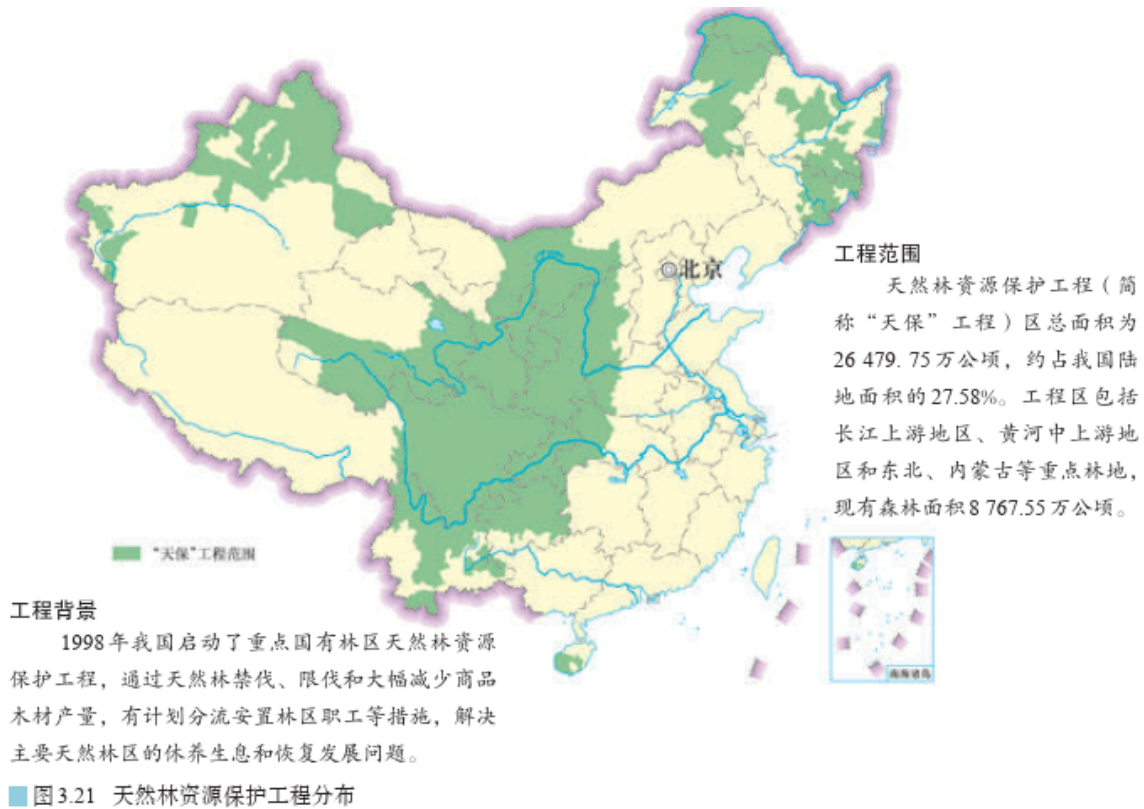 北京
工程范围
天然林资源保护工程（简
称“天保”工程）区总面积为
26 479. 75万公顷，约占我国陆
地面积的27.58%。工程区包括
长江上游地区、黄河中上游地
区和东北、内蒙古等重点林地，
现有森林面积8 767.55万公顷。
“天保”工程范围
南海诸岛
工程背景
1998年我国启动了重点国有林区天然林资源
保护工程，通过天然林禁伐、限伐和大幅减少商品
木材产量，有计划分流安置林区职工等措施，解决
主要天然林区的休养生息和恢复发展问题。
图3.21 天然林资源保护工程分布